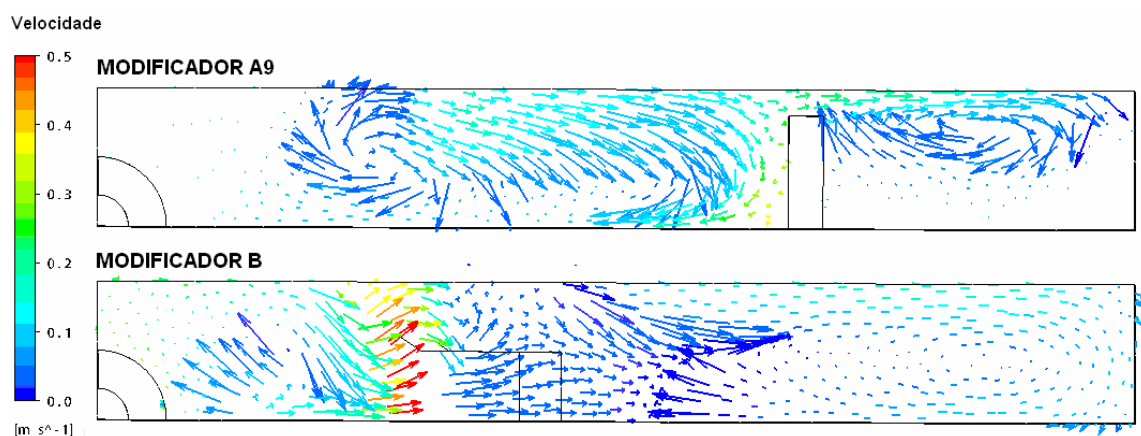 Velocidade
MODIFICADOR A9
0.5
0.4
0.3
MODIFICADOR B
0.2
0.1
0.0
[m s^-1]